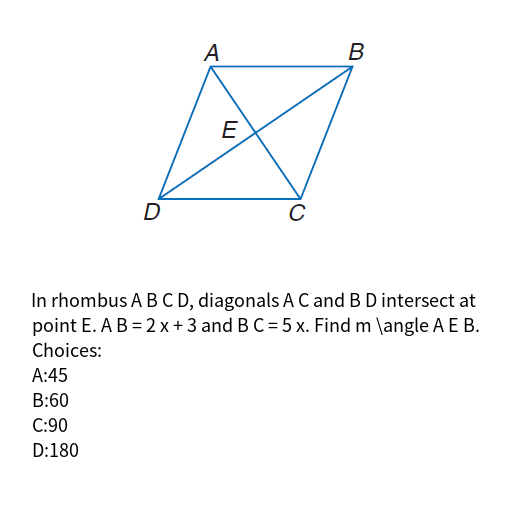 A
B
E
D
C
In rhombus A B C D, diagonals A C and B D intersect at
point E. A B = 2 x + 3 and B C = 5 x. Find m \angle A E B.
Choices:
A:45
B:60
C:90
D:180